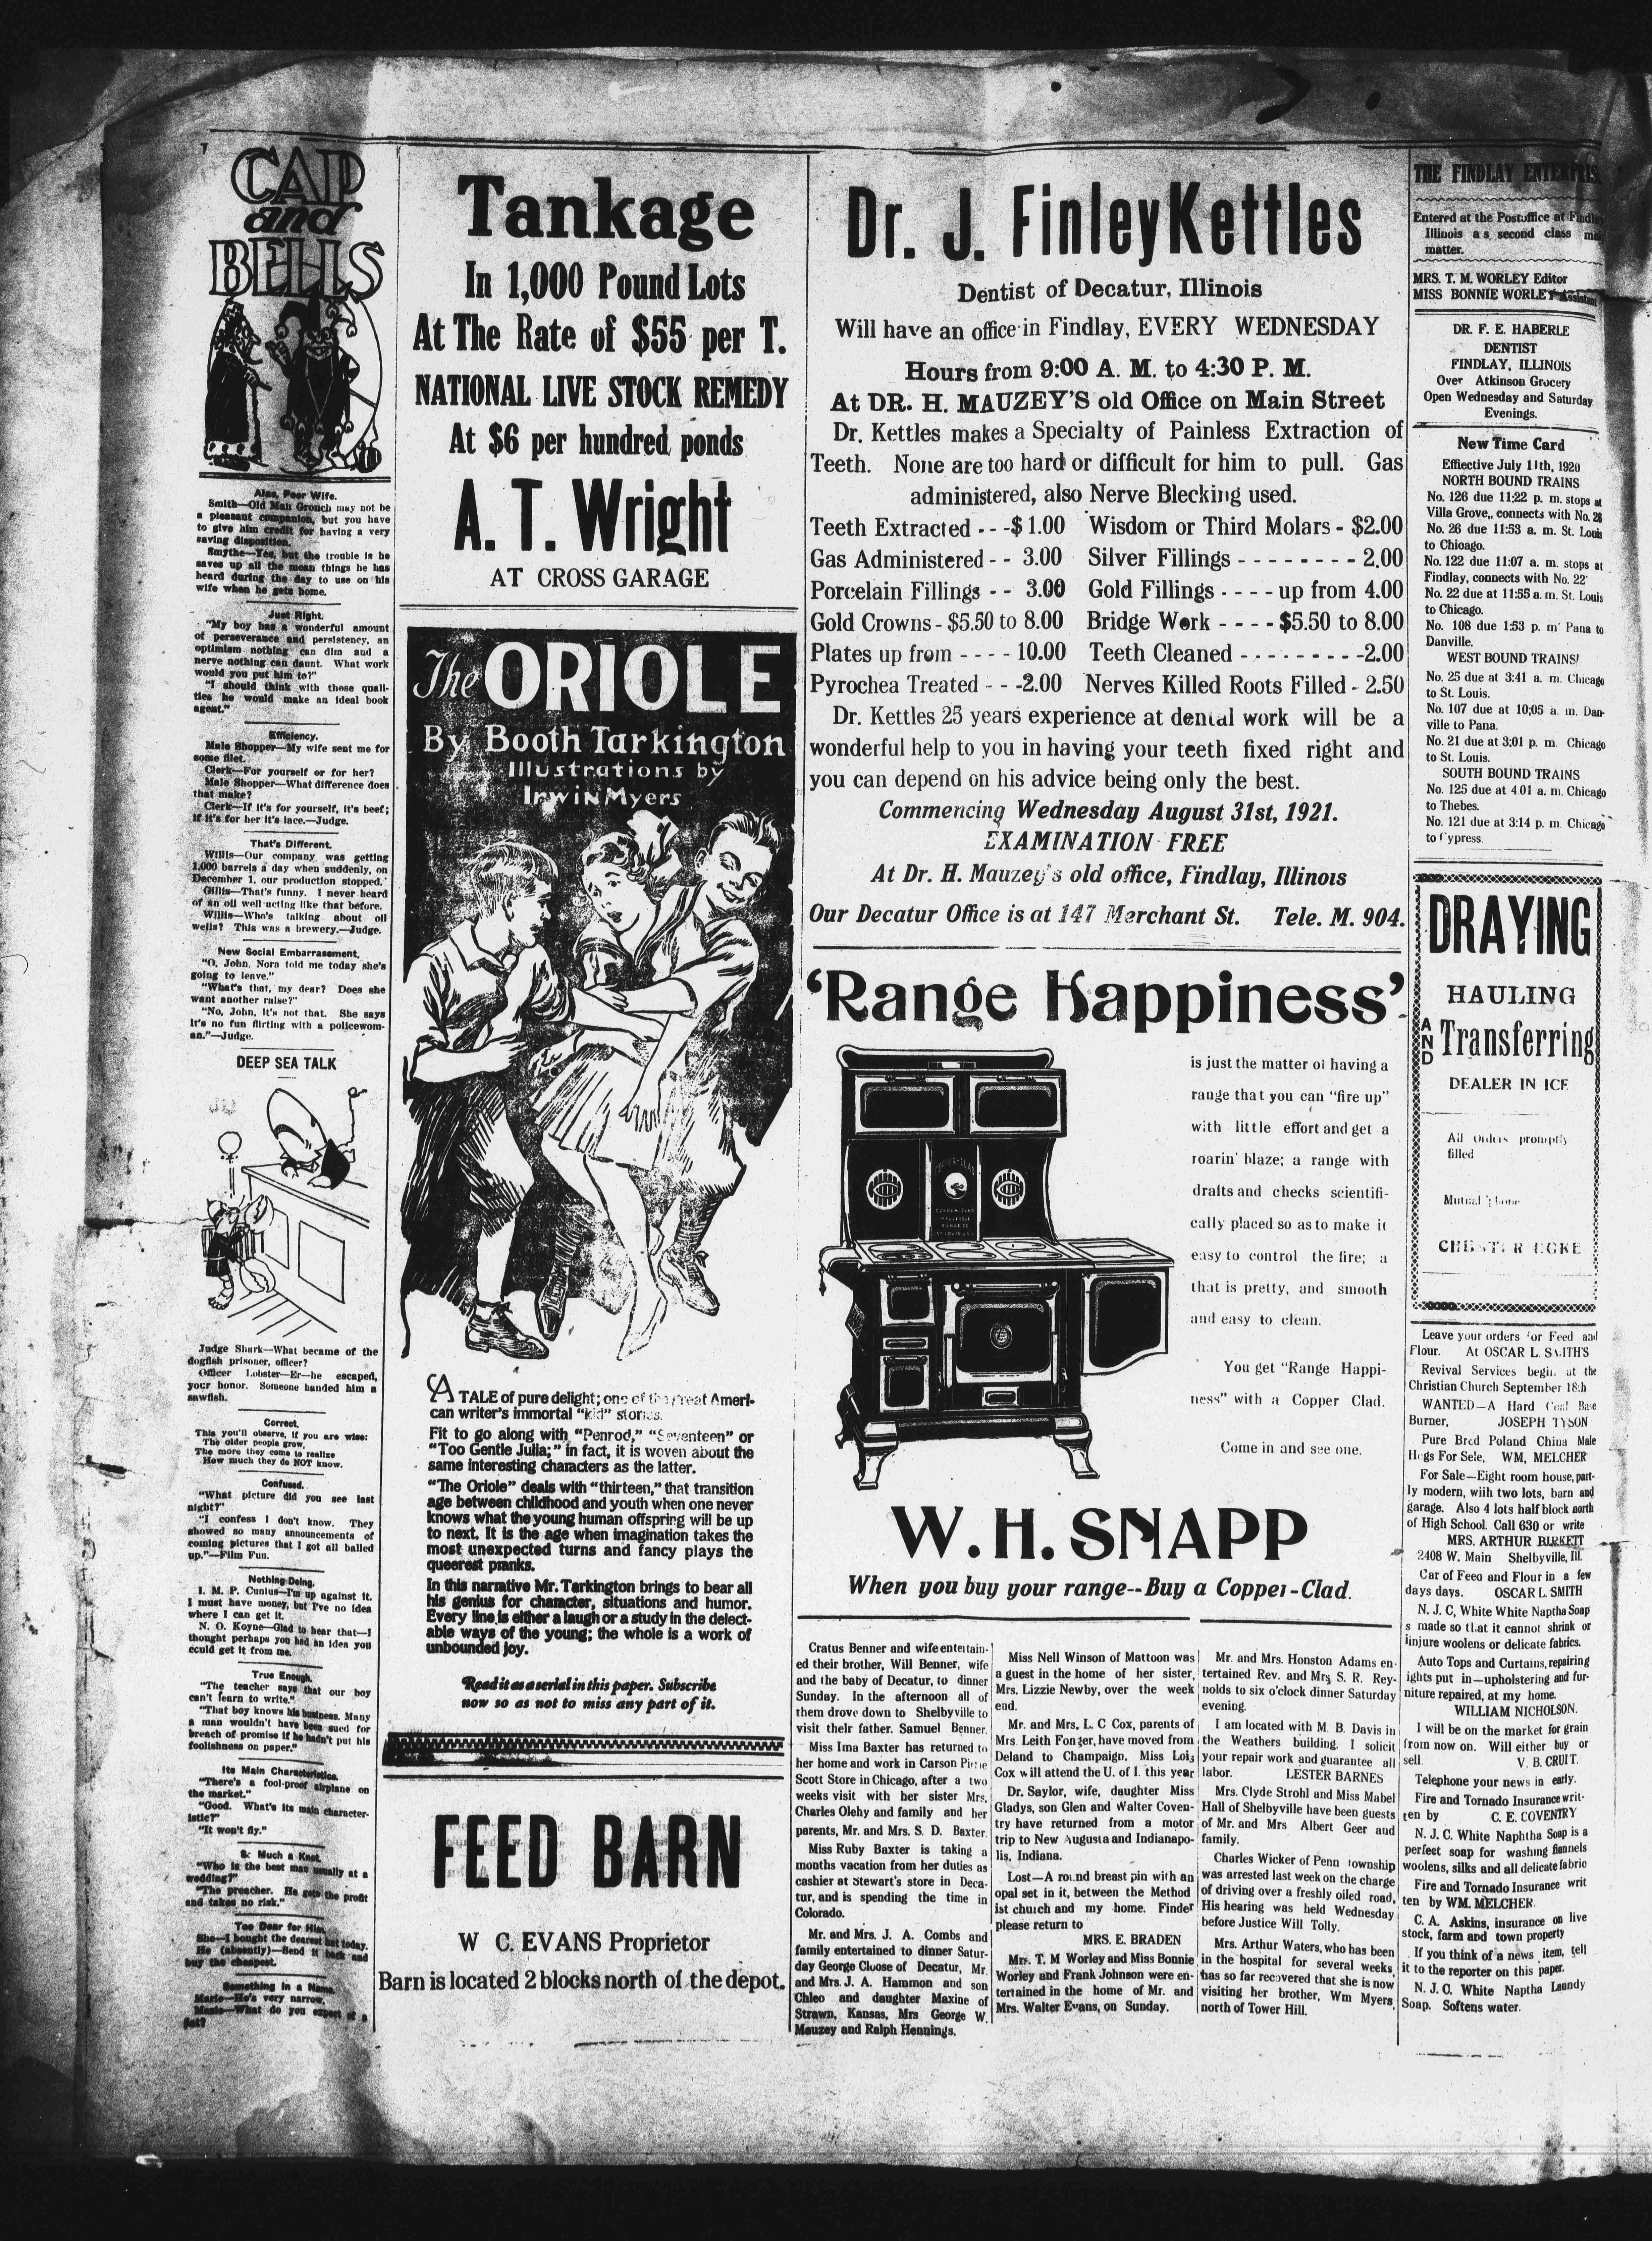 CAP
and
BELLS
Alas, Poor Wife.
Smith—Old Man Grouch may not be
a pleasant companion, but you have
to give him credit for having a very
saving disposition.
Smythe—Yes, but the trouble is he
saves up all the mean things he has
heard during the day to use on his
wife when he gets home.
Just Right.
"My boy has a wonderful amount
of perseverance and persistency, an
optimism nothing can dim and a
nerve nothing can daunt. What work
would you put him to?"
"I should think with those quali-
ties he would make an ideal book
agent."
Efficiency.
Male Shopper—My wife sent me for
some filet.
Clerk—For yourself or for her?
Male Shopper—What difference does
that make?
Clerk—If it's for yourself, it's beef;
if it's for her it's lace.—Judge.
That's Different.
Willis—Our company was getting
1,000 barrels a day when suddenly, on
December 1, our production stopped.
Gillis—That's funny. I never heard
of an oil well acting like that before.
Willis—Who's talking about oil
wells? This was a brewery.—Judge.
New Social Embarrassment.
"O, John, Nora told me today she's
going to leave."
"What's that, my dear? Does she
want another raise?"
"No, John, it's not that. She says
it's no fun flirting with a policewom-
an."—Judge.
DEEP SEA TALK
Judge Shark—What became of the
dogfish prisoner, officer?
Officer Lobster—Er—he escaped,
your honor. Someone handed him a
sawfish.
Correct.
This you'll observe, if you are wise:
The older people grow,
The more they come to realize
How much they do NOT know.
Confused.
"What picture did you see last
night?"
"I confess I don't know. They
showed so many announcements of
coming pictures that I got all balled
up."—Film Fun.
Nothing Doing.
I. M. P. Cunius—I'm up against it.
I must have money, but I've no idea
where I can get it.
N. O. Koyne—Glad to hear that—I
thought perhaps you had an idea you
could get it from me.
True Enough.
"The teacher says that our boy
can't learn to write."
"That boy knows his business. Many
a man wouldn't have been sued for
breach of promise if he hadn't put his
foolishness on paper."
Its Main Characteristics.
"There's a fool-proof airplane on
the market."
"Good. What's its main character-
istic?"
"It won't fly."
Much a Knot.
"Who is the best man usually at a
wedding?"
"The preacher. He gets the profit
and takes no risk."
Too Dear for Him.
She—I bought the dearest hat today.
He (absently)—Send it back and
buy the cheapest.
Something in a Name.
Marie—He's very narrow.
Masie—What do you expect of a
flat?
Tankage
In 1,000 Pound Lots
At The Rate of $55 per T.
NATIONAL LIVE STOCK REMEDY
At $6 per hundred ponds
A. T. Wright
AT CROSS GARAGE
The ORIOLE
By Booth Tarkington
Illustrations by
Irwin Myers
A TALE of pure delight; one of the great Ameri-
can writer's immortal "kid" stories.
Fit to go along with "Penrod," "Seventeen" or
"Too Gentle Julia;" in fact, it is woven about the
same interesting characters as the latter.
"The Oriole" deals with "thirteen," that transition
age between childhood and youth when one never
knows what the young human offspring will be up
to next. It is the age when imagination takes the
most unexpected turns and fancy plays the
queerest pranks.
In this narrative Mr. Tarkington brings to bear all
his genius for character, situations and humor.
Every line is either a laugh or a study in the delect-
able ways of the young; the whole is a work of
unbounded joy.
Read it as a serial in this paper. Subscribe
now so as not to miss any part of it.
FEED BARN
W C. EVANS Proprietor
Barn is located 2 blocks north of the depot.
Dr. J. Finley Kettles
Dentist of Decatur, Illinois
Will have an office in Findlay, EVERY WEDNESDAY
Hours from 9:00 A. M. to 4:30 P. M.
At DR. H. MAUZEY'S old Office on Main Street
Dr. Kettles makes a Specialty of Painless Extraction of
Teeth. None are too hard or difficult for him to pull. Gas
administered, also Nerve Blecking used.
Teeth Extracted - - -$1.00 Wisdom or Third Molars - $2.00
Gas Administered - - 3.00 Silver Fillings - - - - - - - - 2.00
Porcelain Fillings - - 3.00 Gold Fillings - - - - up from 4.00
Gold Crowns - $5.50 to 8.00 Bridge Work - - - - $5.50 to 8.00
Plates up from - - - - 10.00 Teeth Cleaned - - - - - - - - -2.00
Pyrochea Treated - - -2.00 Nerves Killed Roots Filled - 2.50
Dr. Kettles 25 years experience at dental work will be a
wonderful help to you in having your teeth fixed right and
you can depend on his advice being only the best.
Commencing Wednesday August 31st, 1921.
EXAMINATION FREE
At Dr. H. Mauzey's old office, Findlay, Illinois
Our Decatur Office is at 147 Merchant St. Tele. M. 904.
'Range Happiness'
is just the matter of having a
range that you can "fire up"
with little effort and get a
roarin' blaze; a range with
drafts and checks scientifi-
cally placed so as to make it
easy to control the fire; a
that is pretty, and smooth
and easy to clean.
You get "Range Happi-
ness" with a Copper Clad.
Come in and see one.
W. H. SNAPP
When you buy your range--Buy a Copper-Clad.
Cratus Benner and wife entertain-
ed their brother, Will Benner, wife
and the baby of Decatur, to dinner
Sunday. In the afternoon all of
them drove down to Shelbyville to
visit their father. Samuel Benner.
Miss Ima Baxter has returned to
her home and work in Carson Pirie
Scott Store in Chicago, after a two
weeks visit with her sister Mrs.
Charles Olehy and family and her
parents, Mr. and Mrs. S. D. Baxter.
Miss Ruby Baxter is taking a
months vacation from her duties as
cashier at Stewart's store in Deca-
tur, and is spending the time in
Colorado.
Mr. and Mrs. J. A. Combs and
family entertained to dinner Satur-
day George Cluose of Decatur, Mr.
and Mrs. J. A. Hammon and son
Chleo and daughter Maxine of
Strawn, Kansas, Mrs George W.
Mauzey and Ralph Hennings.
Miss Nell Winson of Mattoon was
a guest in the home of her sister,
Mrs. Lizzie Newby, over the week
end.
Mr. and Mrs. L. C Cox, parents of
Mrs. Leith Fonger, have moved from
Deland to Champaign. Miss Lois
Cox will attend the U. of I. this year
Dr. Saylor, wife, daughter Miss
Gladys, son Glen and Walter Coven-
try have returned from a motor
trip to New Augusta and Indianapo-
lis, Indiana.
Lost—A round breast pin with an
opal set in it, between the Method
ist church and my home. Finder
please return to
MRS. E. BRADEN
Mrs. T. M Worley and Miss Bonnie
Worley and Frank Johnson were en-
tertained in the home of Mr. and
Mrs. Walter Evans, on Sunday.
Mr. and Mrs. Honston Adams en-
tertained Rev. and Mrs S. R. Rey-
nolds to six o'clock dinner Saturday
evening.
I am located with M. B. Davis in
the Weathers building. I solicit
your repair work and guarantee all
labor. LESTER BARNES
Mrs. Clyde Strohl and Miss Mabel
Hall of Shelbyville have been guests
of Mr. and Mrs Albert Geer and
family.
Charles Wicker of Penn township
was arrested last week on the charge
of driving over a freshly oiled road.
His hearing was held Wednesday
before Justice Will Tolly.
Mrs. Arthur Waters, who has been
in the hospital for several weeks
has so far recovered that she is now
visiting her brother, Wm Myers
north of Tower Hill.
THE FINDLAY ENTERPRIS
Entered at the Postoffice at Findlay
Illinois as second class mail
matter.
MRS. T. M. WORLEY Editor
MISS BONNIE WORLEY Assistant
DR. F. E. HABERLE
DENTIST
FINDLAY, ILLINOIS
Over Atkinson Grocery
Open Wednesday and Saturday
Evenings.
New Time Card
Effiective July 11th, 1920
NORTH BOUND TRAINS
No. 126 due 11:22 p. m. stops at
Villa Grove,, connects with No. 26
No. 26 due 11:53 a. m. St. Louis
to Chicago.
No. 122 due 11:07 a. m. stops at
Findlay, connects with No. 22
No. 22 due at 11:55 a. m. St. Louis
to Chicago.
No. 108 due 1:53 p. m' Pana to
Danville.
WEST BOUND TRAINS
No. 25 due at 3:41 a. m. Chicago
to St. Louis.
No. 107 due at 10;05 a. m. Dan-
ville to Pana.
No. 21 due at 3:01 p. m. Chicago
to St. Louis.
SOUTH BOUND TRAINS
No. 125 due at 4 01 a. m. Chicago
to Thebes.
No. 121 due at 3:14 p. m. Chicago
to Cypress.
DRAYING
HAULING
AND Transferring
DEALER IN ICE
All Orders promptly
filled
Mutual Phone
Leave your orders for Feed and
Flour. At OSCAR L. SMITH'S
Revival Services begin at the
Christian Church September 18th
WANTED—A Hard Coal Base
Burner, JOSEPH TYSON
Pure Bred Poland China Male
Hogs For Sele, WM, MELCHER
For Sale—Eight room house, part-
ly modern, wiih two lots, barn and
garage. Also 4 lots half block north
of High School. Call 630 or write
MRS. ARTHUR BIRKETT
2408 W. Main Shelbyville, Ill.
Car of Feeo and Flour in a few
days days. OSCAR L. SMITH
N. J. C, White White Naptha Soap
s made so that it cannot shrink or
injure woolens or delicate fabrics.
Auto Tops and Curtains, repairing
ights put in—upholstering and fur-
niture repaired, at my home.
WILLIAM NICHOLSON.
I will be on the market for grain
from now on. Will either buy or
sell. V. B. CRUIT.
Telephone your news in early.
Fire and Tornado Insurance writ-
ten by C. E. COVENTRY
N. J. C. White Naphtha Soap is a
perfect soap for washing flannels
woolens, silks and all delicate fabric
Fire and Tornado Insurance writ
ten by WM. MELCHER
C. A. Askins, insurance on live
stock, farm and town property
If you think of a news item, tell
it to the reporter on this paper.
N. J. C. White Naptha Laundy
Soap. Softens water.